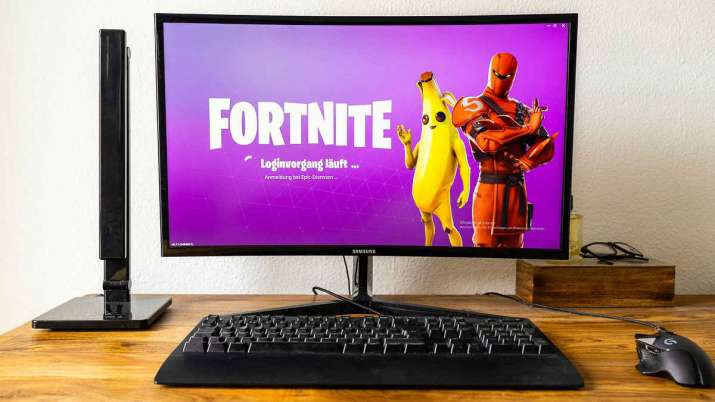 FORTNITE
Loginvorgang läuft ...
Anmeldung bei Epic-Diensten ...
SAMSUNG